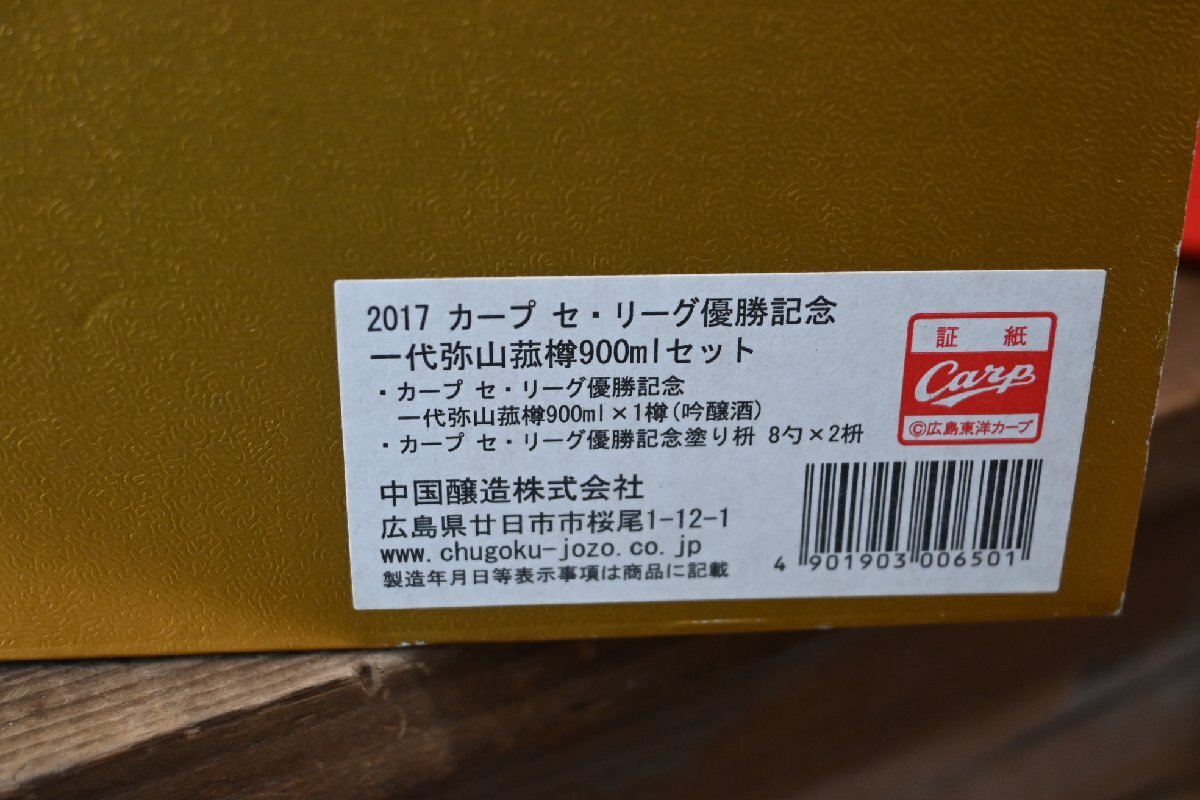 2017 カープ セ・リーグ優勝記念
一代弥山菰樽900mlセット
・カープ セ・リーグ優勝記念
一代弥山菰樽900ml×1樽(吟醸酒)
・カープ セ・リーグ優勝記念塗り枡 8勺×2枡
中国醸造株式会社
広島県廿日市市桜尾1-12-1
www.chugoku-jozo.co.jp
製造年月日等表示事項は商品に記載
証 紙
Carp
©広島東洋カープ
4 901903 006501